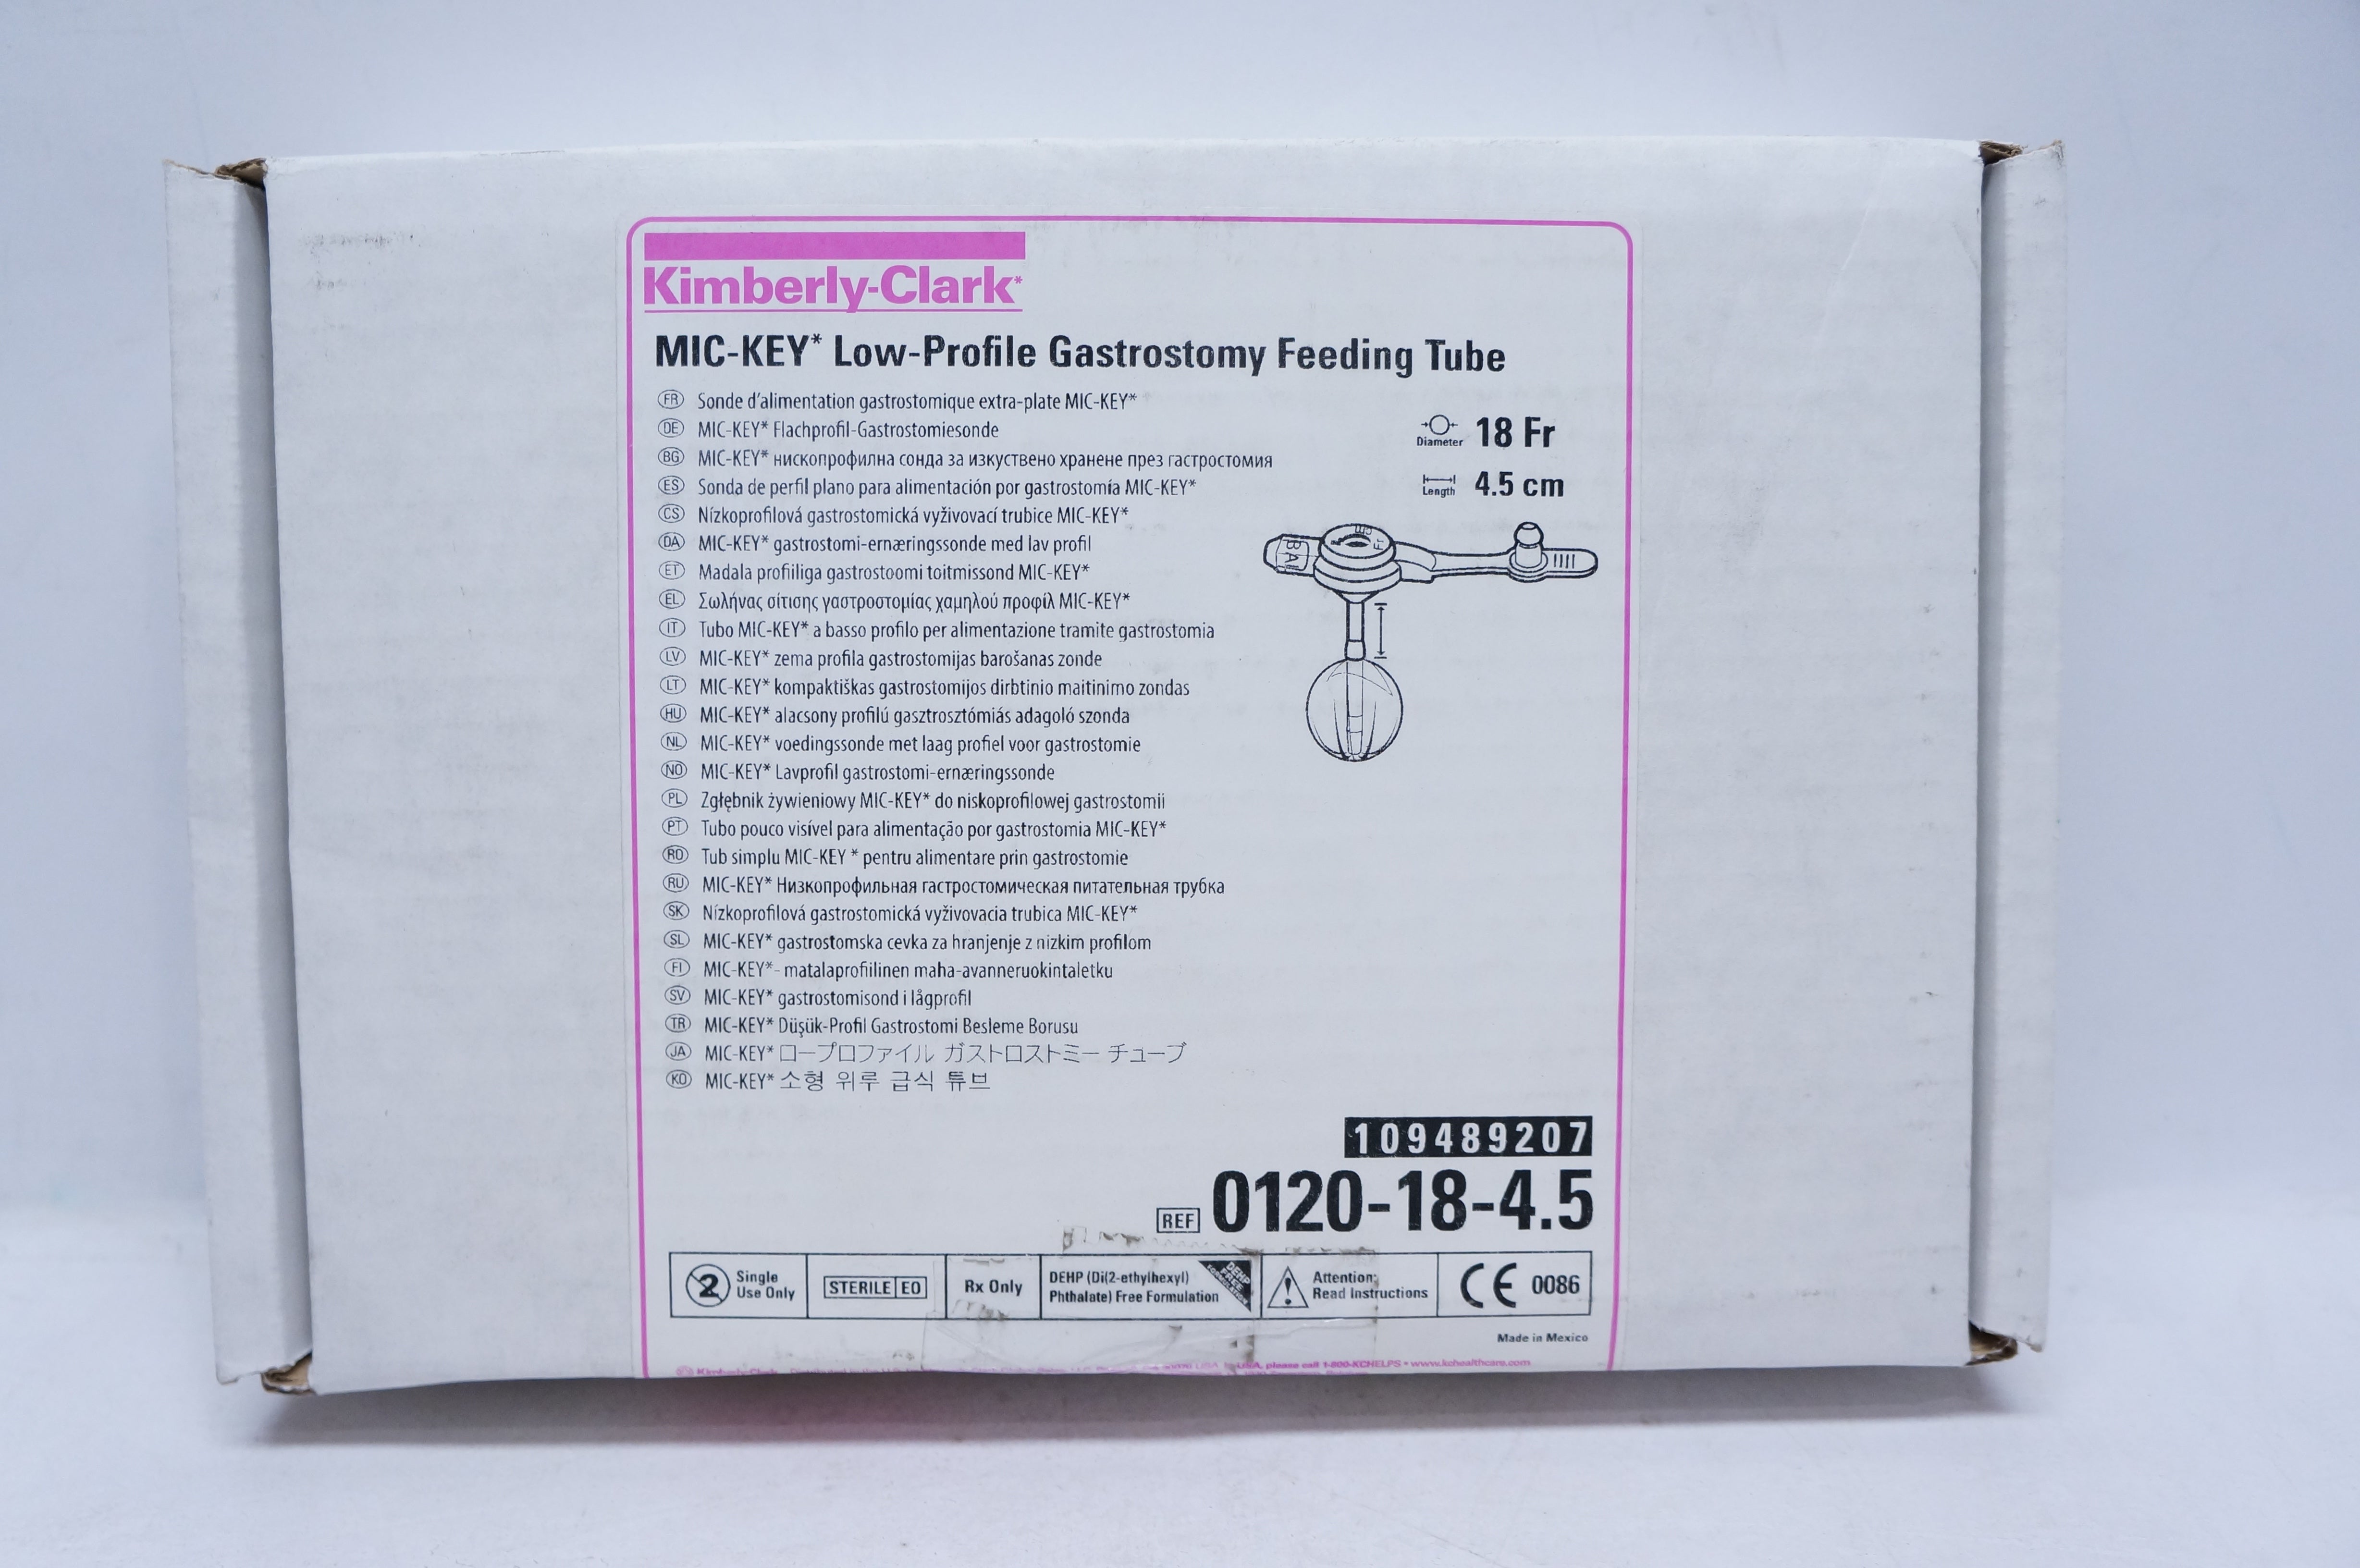 Kimberly-Clark*
MIC-KEY* Low-Profile Gastrostomy Feeding Tube
FR Sonde d'alimentation gastrostomique extra-plate MIC-KEY*
DE MIC-KEY* Flachprofil-Gastrostomiesonde
BG MIC-KEY* нископрофилна сонда за изкуствено хранене през гастростомия
ES Sonda de perfil plano para alimentación por gastrostomía MIC-KEY*
CS Nízkoprofilová gastrostomická vyživovací trubice MIC-KEY*
DA MIC-KEY* gastrostomi-ernæringssonde med lav profil
ET Madala profiiliga gastrostoomi toitmissond MIC-KEY*
EL Σωλήνας σίτισης γαστροστομίας χαμηλού προφίλ MIC-KEY*
IT Tubo MIC-KEY* a basso profilo per alimentazione tramite gastrostomia
LV MIC-KEY* zema profila gastrostomijas barošanas zonde
LT MIC-KEY* kompaktiškas gastrostomijos dirbtinio maitinimo zondas
HU MIC-KEY* alacsony profilú gasztrosztómiás adagoló szonda
NL MIC-KEY* voedingssonde met laag profiel voor gastrostomie
NO MIC-KEY* Lavprofil gastrostomi-ernæringssonde
PL Zgłębnik żywieniowy MIC-KEY* do niskoprofilowej gastrostomii
PT Tubo pouco visível para alimentação por gastrostomia MIC-KEY*
RO Tub simplu MIC-KEY * pentru alimentare prin gastrostomie
RU MIC-KEY* Низкопрофильная гастростомическая питательная трубка
SK Nízkoprofilová gastrostomická vyživovacia trubica MIC-KEY*
SL MIC-KEY* gastrostomska cevka za hranjenje z nizkim profilom
FI MIC-KEY*- matalaprofiilinen maha-avanneruokintaletku
SV MIC-KEY* gastrostomisond i lågprofil
TR MIC-KEY* Düşük-Profil Gastrostomi Besleme Borusu
JA MIC-KEY* ロープロファイル ガストロストミー チューブ
KO MIC-KEY* 소형 위루 급식 튜브
Diameter 18 Fr
Length 4.5 cm
BAL
109489207
REF 0120-18-4.5
2 Single Use Only
STERILE EO
Rx Only
DEHP (Di(2-ethylhexyl)
Phthalate) Free Formulation
DEHP FREE
Attention:
Read Instructions
CE 0086
Made in Mexico
USA, please call 1-800-KCHELPS • www.kchealthcare.com